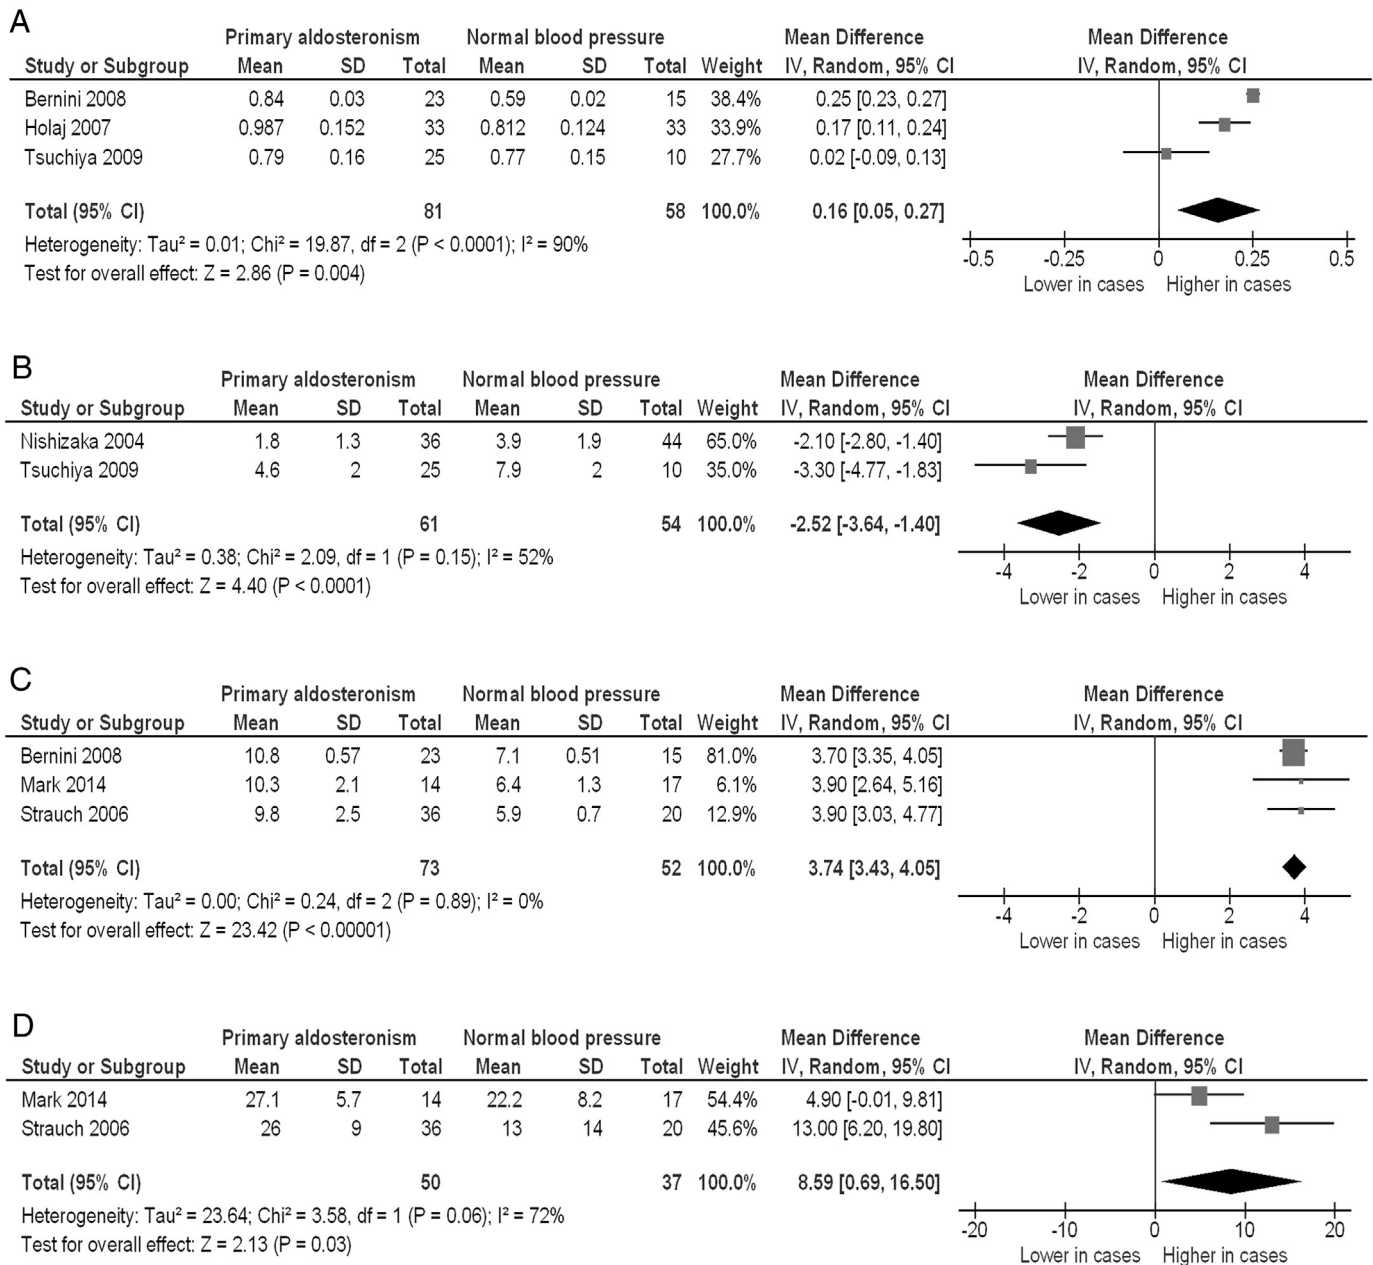 A
Primary aldosteronism Normal blood pressure Mean Difference Mean Difference
Study or Subgroup Mean SD Total Mean SD Total Weight IV, Random, 95% CI IV, Random, 95% CI
Bernini 2008 0.84 0.03 23 0.59 0.02 15 38.4% 0.25 [0.23, 0.27]
Holaj 2007 0.987 0.152 33 0.812 0.124 33 33.9% 0.17 [0.11, 0.24]
Tsuchiya 2009 0.79 0.16 25 0.77 0.15 10 27.7% 0.02 [-0.09, 0.13]
Total (95% CI) 81 58 100.0% 0.16 [0.05, 0.27]
Heterogeneity: Tau² = 0.01; Chi² = 19.87, df = 2 (P < 0.0001); I² = 90%
Test for overall effect: Z = 2.86 (P = 0.004)
-0.5 -0.25 0 0.25 0.5
Lower in cases Higher in cases
B
Primary aldosteronism Normal blood pressure Mean Difference Mean Difference
Study or Subgroup Mean SD Total Mean SD Total Weight IV, Random, 95% CI IV, Random, 95% CI
Nishizaka 2004 1.8 1.3 36 3.9 1.9 44 65.0% -2.10 [-2.80, -1.40]
Tsuchiya 2009 4.6 2 25 7.9 2 10 35.0% -3.30 [-4.77, -1.83]
Total (95% CI) 61 54 100.0% -2.52 [-3.64, -1.40]
Heterogeneity: Tau² = 0.38; Chi² = 2.09, df = 1 (P = 0.15); I² = 52%
Test for overall effect: Z = 4.40 (P < 0.0001)
-4 -2 0 2 4
Lower in cases Higher in cases
C
Primary aldosteronism Normal blood pressure Mean Difference Mean Difference
Study or Subgroup Mean SD Total Mean SD Total Weight IV, Random, 95% CI IV, Random, 95% CI
Bernini 2008 10.8 0.57 23 7.1 0.51 15 81.0% 3.70 [3.35, 4.05]
Mark 2014 10.3 2.1 14 6.4 1.3 17 6.1% 3.90 [2.64, 5.16]
Strauch 2006 9.8 2.5 36 5.9 0.7 20 12.9% 3.90 [3.03, 4.77]
Total (95% CI) 73 52 100.0% 3.74 [3.43, 4.05]
Heterogeneity: Tau² = 0.00; Chi² = 0.24, df = 2 (P = 0.89); I² = 0%
Test for overall effect: Z = 23.42 (P < 0.00001)
-4 -2 0 2 4
Lower in cases Higher in cases
D
Primary aldosteronism Normal blood pressure Mean Difference Mean Difference
Study or Subgroup Mean SD Total Mean SD Total Weight IV, Random, 95% CI IV, Random, 95% CI
Mark 2014 27.1 5.7 14 22.2 8.2 17 54.4% 4.90 [-0.01, 9.81]
Strauch 2006 26 9 36 13 14 20 45.6% 13.00 [6.20, 19.80]
Total (95% CI) 50 37 100.0% 8.59 [0.69, 16.50]
Heterogeneity: Tau² = 23.64; Chi² = 3.58, df = 1 (P = 0.06); I² = 72%
Test for overall effect: Z = 2.13 (P = 0.03)
-20 -10 0 10 20
Lower in cases Higher in cases